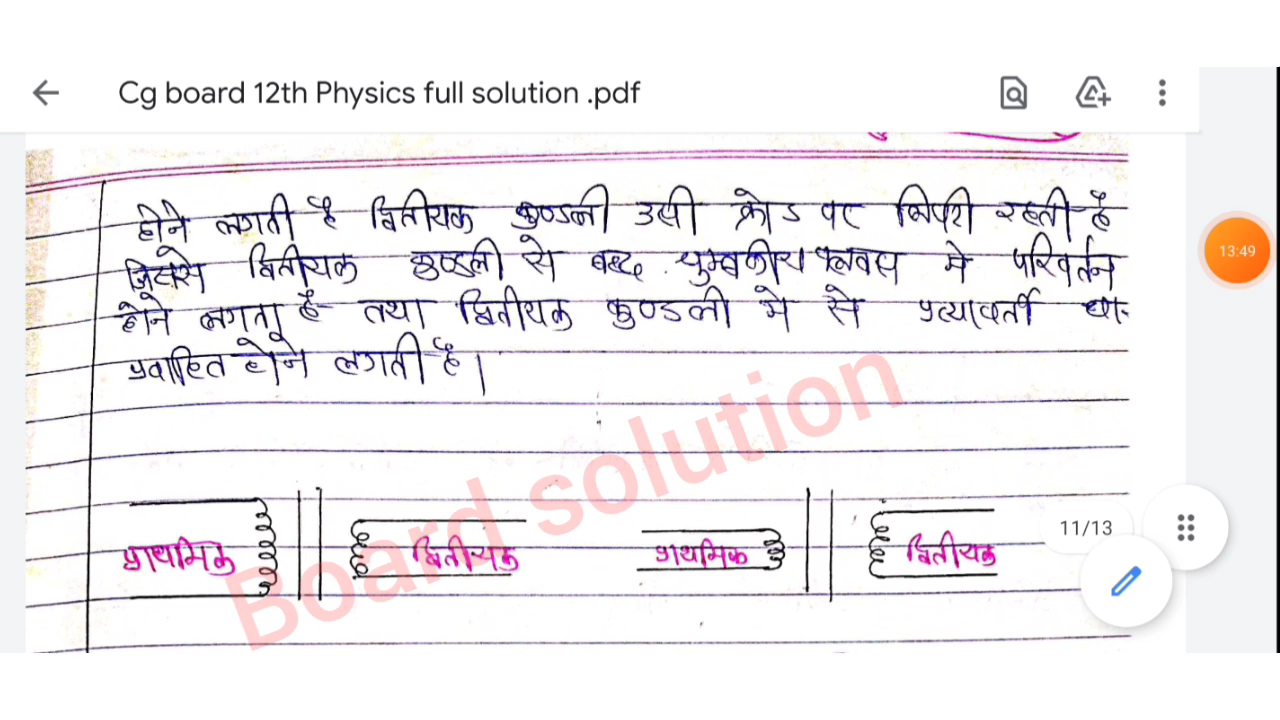 Cg board 12th Physics full solution .pdf
होने लगती है द्वितीयक कुण्डली उसी क्रोड पर लिपटी रहती है
जिससे द्वितीयक कुण्डली से बद्ध चुम्बकीय फ्लक्स मे परिवर्तन
होने लगता है तथा द्वितीयक कुण्डली मे से प्रत्यावर्ती धा-
प्रवाहित होने लगती है।
13:49
Board solution
प्राथमिक द्वितीयक प्राथमिक द्वितीयक
11/13